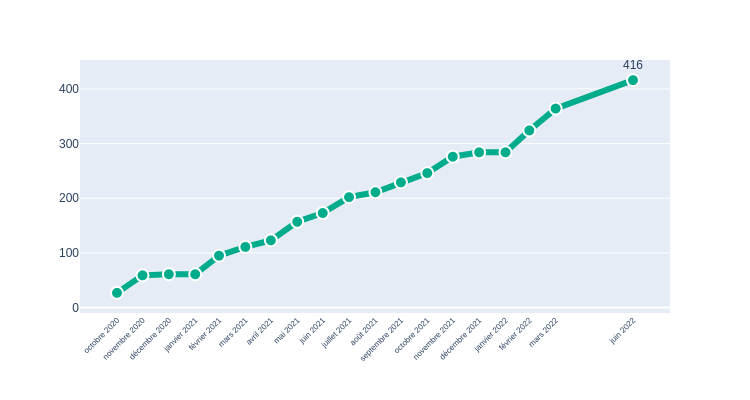 416
400
300
200
100
0
octobre 2020
novembre 2020
décembre 2020
janvier 2021
février 2021
mars 2021
avril 2021
mai 2021
juin 2021
juillet 2021
août 2021
septembre 2021
octobre 2021
novembre 2021
décembre 2021
janvier 2022
février 2022
mars 2022
juin 2022